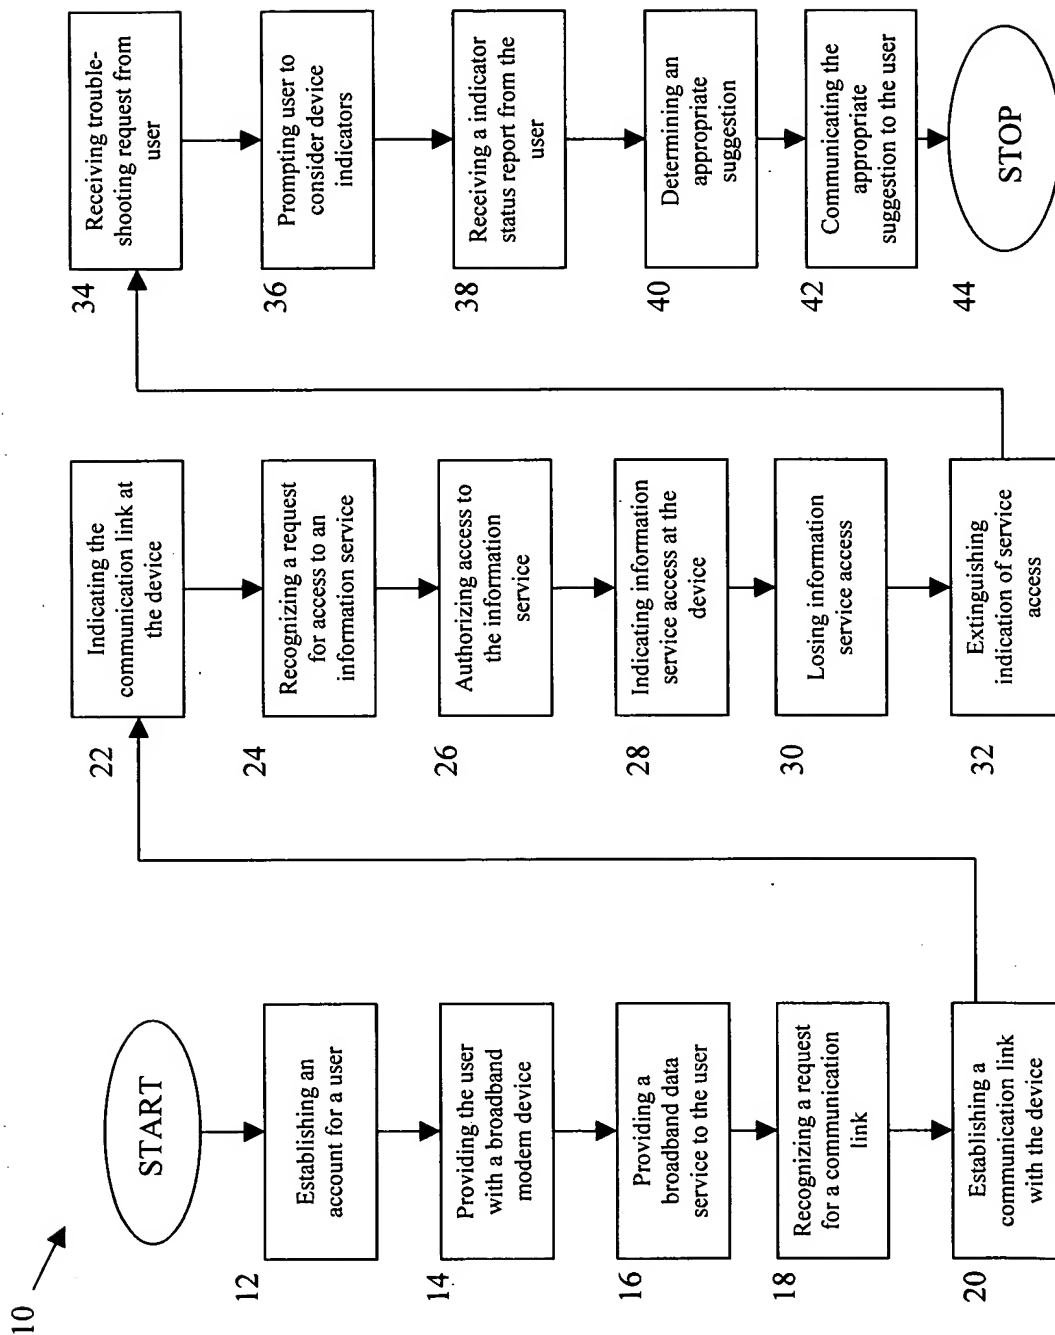 10
START
12
Establishing an
account for a user
14
Providing the user
with a broadband
modem device
16
Providing a
broadband data
service to the user
18
Recognizing a request
for a communication
link
20
Establishing a
communication link
with the device
22
Indicating the
communication link at
the device
24
Recognizing a request
for access to an
information service
26
Authorizing access to
the information
service
28
Indicating information
service access at the
device
30
Losing information
service access
32
Extinguishing
indication of service
access
34
Receiving trouble-
shooting request from
user
36
Prompting user to
consider device
indicators
38
Receiving a indicator
status report from the
user
40
Determining an
appropriate
suggestion
42
Communicating the
appropriate
suggestion to the user
44
STOP